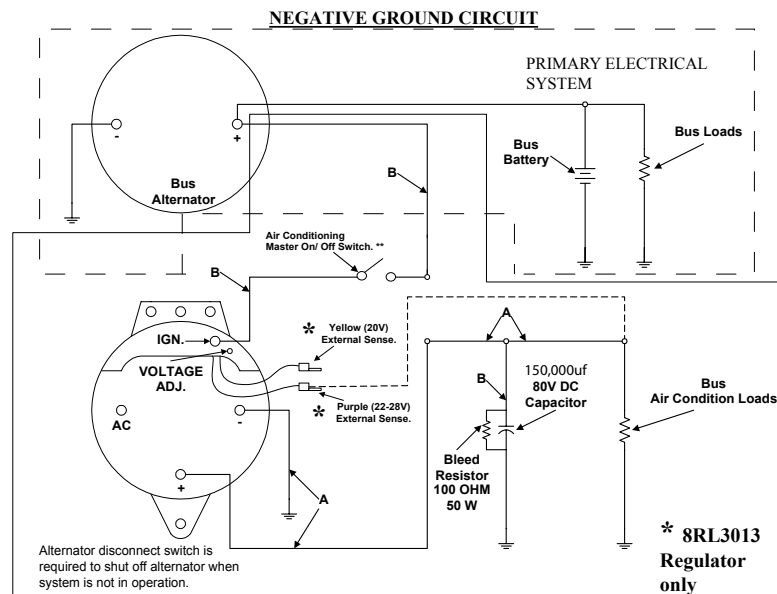 NEGATIVE GROUND CIRCUIT
PRIMARY ELECTRICAL
SYSTEM
-
+
Bus
Alternator
Bus
Battery
Bus Loads
B
Air Conditioning
Master On/ Off Switch. **
B
IGN.
VOLTAGE
ADJ.
* Yellow (20V)
External Sense.
* Purple (22-28V)
External Sense.
A
B
150,000uf
80V DC
Capacitor
Bus
Air Condition Loads
AC
-
+
A
Bleed
Resistor
100 OHM
50 W
* 8RL3013
Regulator
only
Alternator disconnect switch is
required to shut off alternator when
system is not in operation.